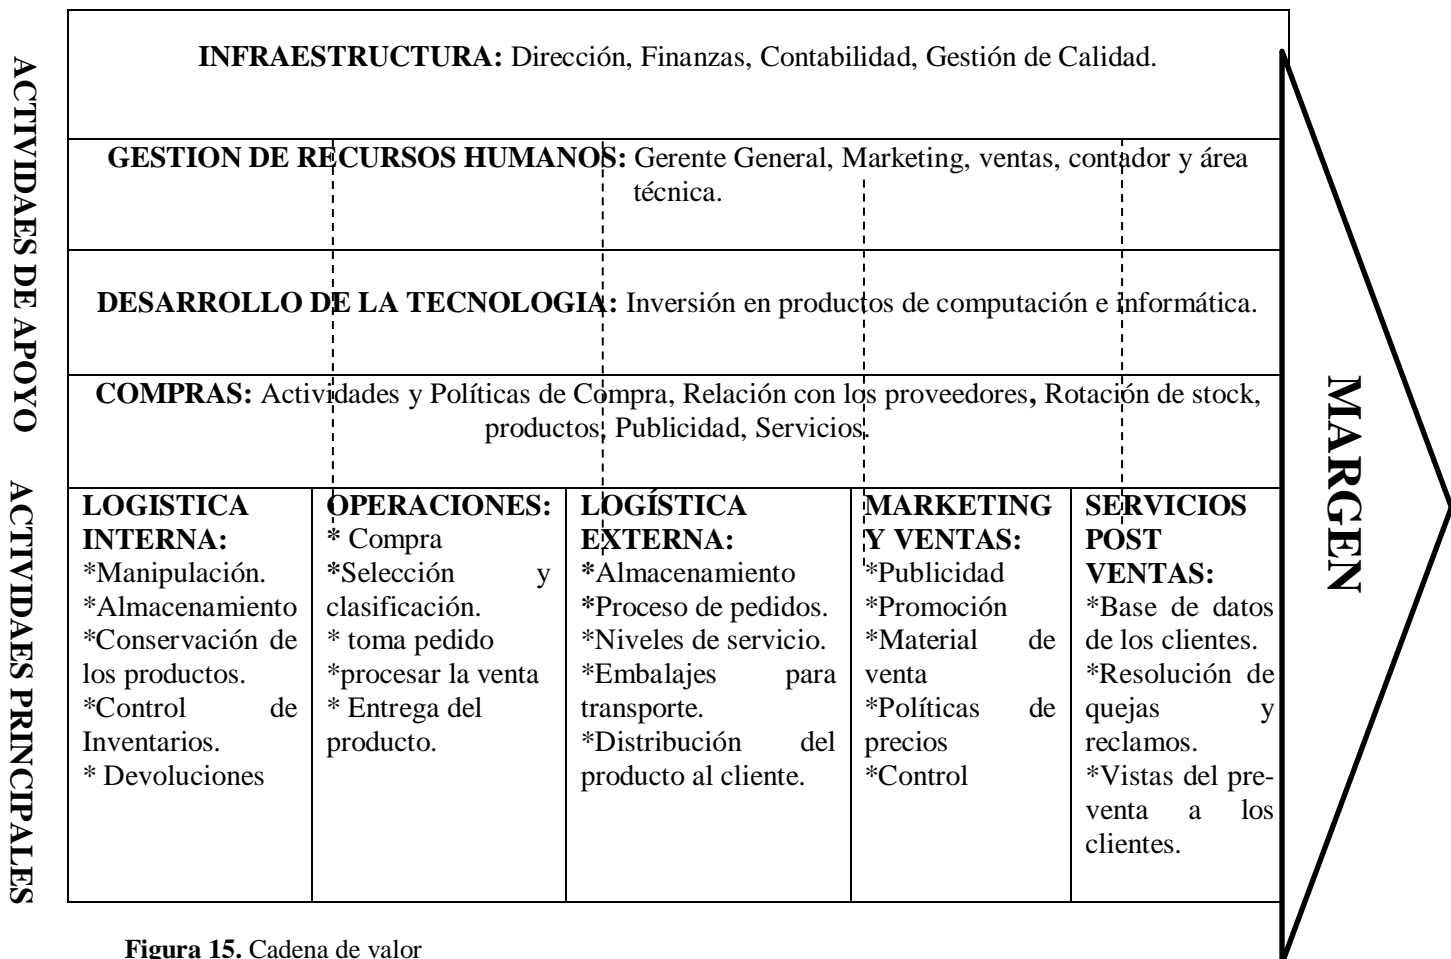 ACTIVIDAES DE APOYO
INFRAESTRUCTURA: Dirección, Finanzas, Contabilidad, Gestión de Calidad.
GESTION DE RECURSOS HUMANOS: Gerente General, Marketing, ventas, contador y área
técnica.
DESARROLLO DE LA TECNOLOGIA: Inversión en productos de computación e informática.
COMPRAS: Actividades y Políticas de Compra, Relación con los proveedores, Rotación de stock,
productos, Publicidad, Servicios.
ACTIVIDAES PRINCIPALES
LOGISTICA
INTERNA:
*Manipulación.
*Almacenamiento
*Conservación de
los productos.
*Control de
Inventarios.
* Devoluciones
OPERACIONES:
* Compra
*Selección y
clasificación.
* toma pedido
*procesar la venta
* Entrega del
producto.
LOGÍSTICA
EXTERNA:
*Almacenamiento
*Proceso de pedidos.
*Niveles de servicio.
*Embalajes para
transporte.
*Distribución del
producto al cliente.
MARKETING
Y VENTAS:
*Publicidad
*Promoción
*Material de
venta
*Políticas de
precios
*Control
SERVICIOS
POST
VENTAS:
*Base de datos
de los clientes.
*Resolución de
quejas y
reclamos.
*Vistas del pre-
venta a los
clientes.
MARGEN
Figura 15. Cadena de valor